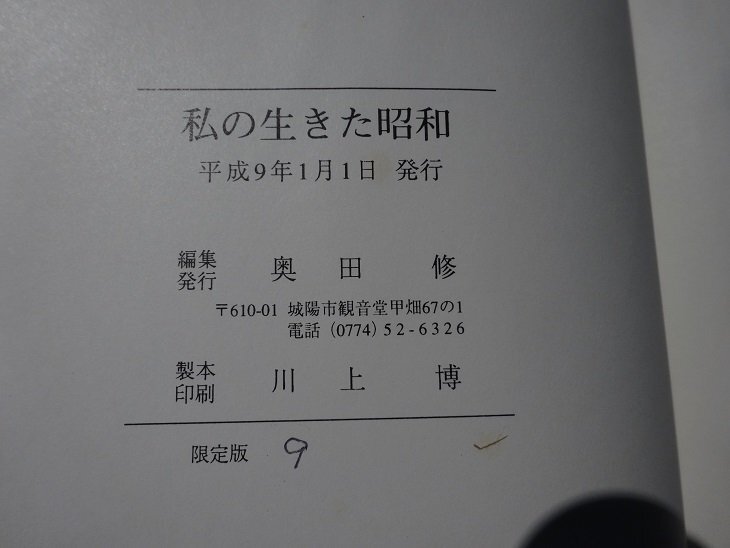 私の生きた昭和
平成9年1月1日 発行
編集
発行 奥田 修
〒610-01 城陽市観音堂甲畑67の1
電話 (0774) 52-6326
製本
印刷 川上 博
限定版 9